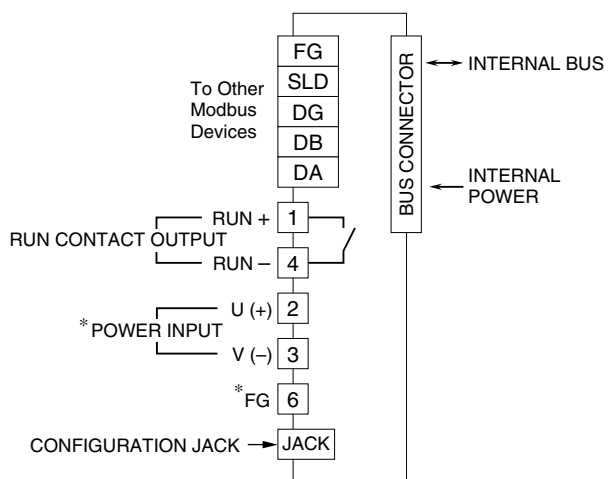 FG
SLD
DG
DB
DA
To Other
Modbus
Devices
BUS CONNECTOR
INTERNAL BUS
INTERNAL
POWER
RUN +
1
RUN CONTACT OUTPUT
RUN –
4
U (+)
2
*POWER INPUT
V (–)
3
*FG
6
CONFIGURATION JACK
JACK